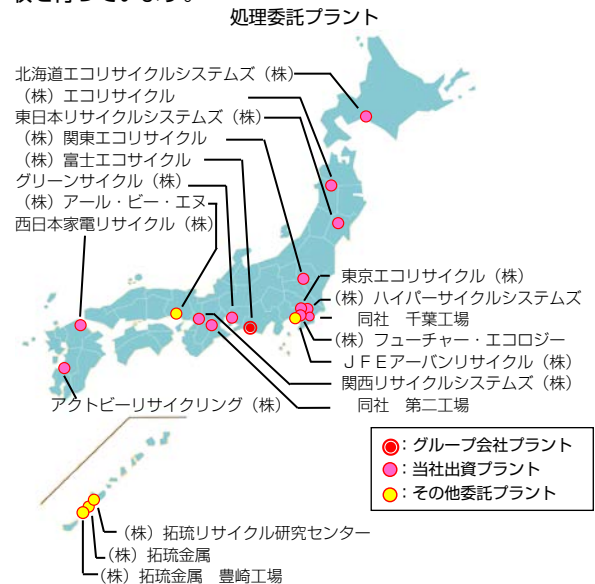 処理委託プラント
北海道エコリサイクルシステムズ（株）
（株）エコリサイクル
東日本リサイクルシステムズ（株）
（株）関東エコリサイクル
（株）富士エコサイクル
グリーンサイクル（株）
（株）アール・ビー・エヌ
西日本家電リサイクル（株）
東京エコリサイクル（株）
（株）ハイパーサイクルシステムズ
同社　千葉工場
（株）フューチャー・エコロジー
ＪＦＥアーバンリサイクル（株）
関西リサイクルシステムズ（株）
同社　第二工場
アクトビーリサイクリング（株）
：グループ会社プラント
：当社出資プラント
：その他委託プラント
（株）拓琉リサイクル研究センター
（株）拓琉金属
（株）拓琉金属　豊崎工場